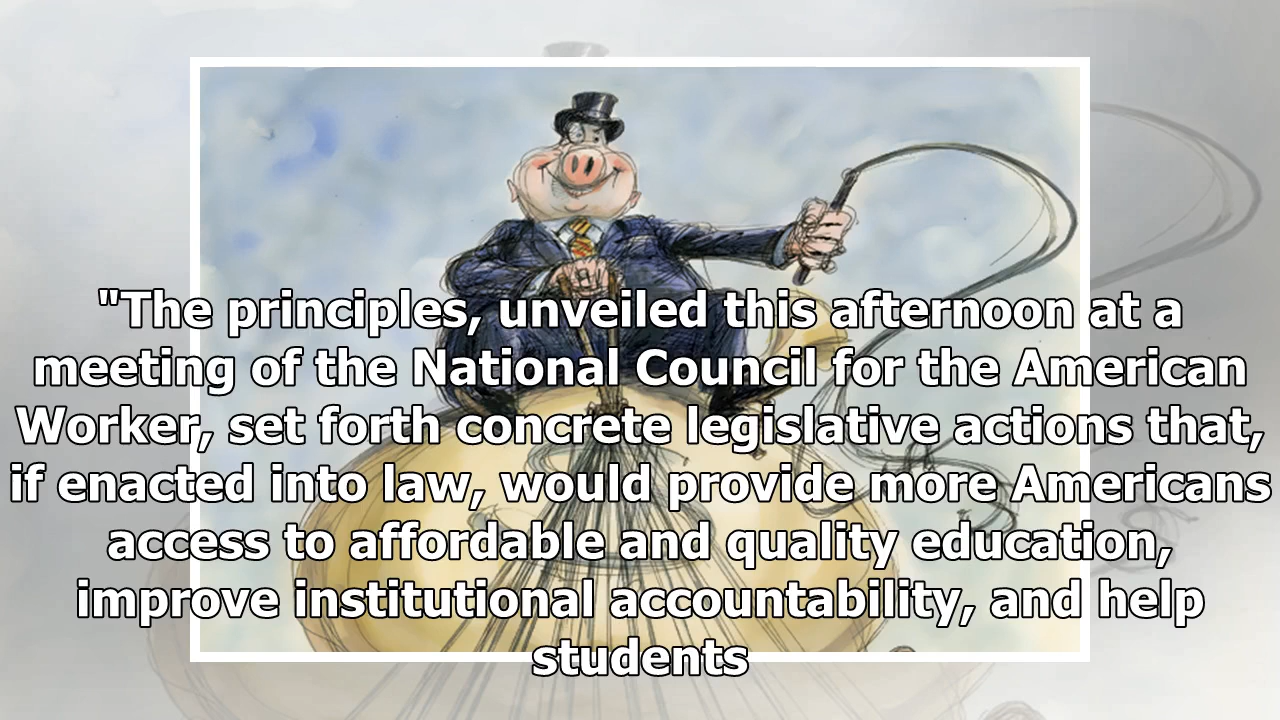 "The principles, unveiled this afternoon at a
meeting of the National Council for the American
Worker, set forth concrete legislative actions that,
if enacted into law, would provide more Americans
access to affordable and quality education,
improve institutional accountability, and help
students